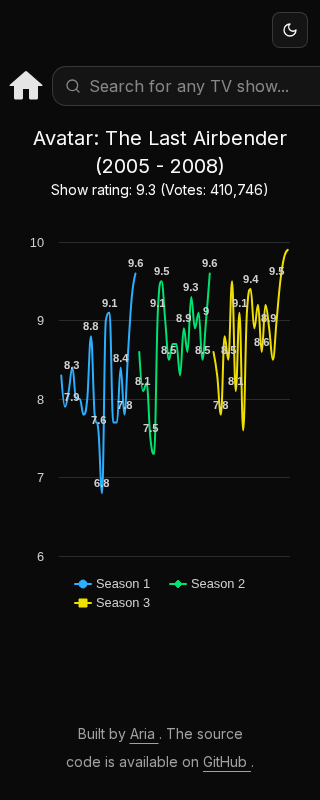 Search for any TV show...
Avatar: The Last Airbender
(2005 - 2008)
Show rating: 9.3 (Votes: 410,746)
10
9.6 9.5 9.6 9.5
9.4
9.3
9.1 9.1 9.1
9 8.8 8.9 9 8.9
8.6
8.3 8.4 8.5 8.5 8.5
8.1 8.1
8 7.9 7.8 7.8
7.6 7.5
7 6.8
6
Season 1 Season 2
Season 3
Built by Aria . The source
code is available on GitHub .